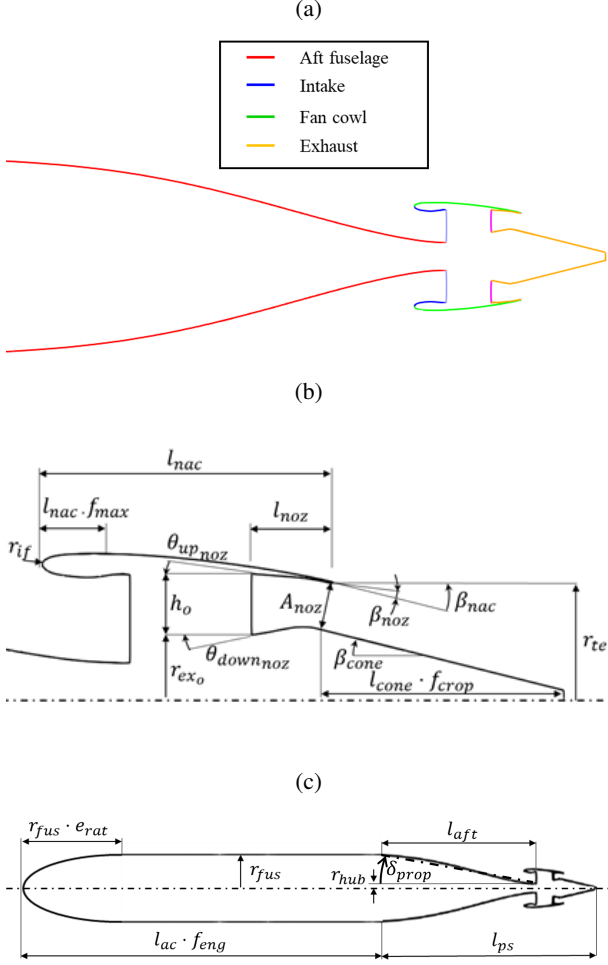 (a)
Aft fuselage
Intake
Fan cowl
Exhaust
(b)
l_nac
l_nac · f_max
l_noz
r_if
θ_up_noz
h_o
A_noz
β_noz
β_nac
θ_down_noz
r_ex_o
β_cone
r_te
l_cone · f_crop
(c)
r_fus · e_rat
l_aft
r_fus
r_hub
δ_prop
l_ac · f_eng
l_ps